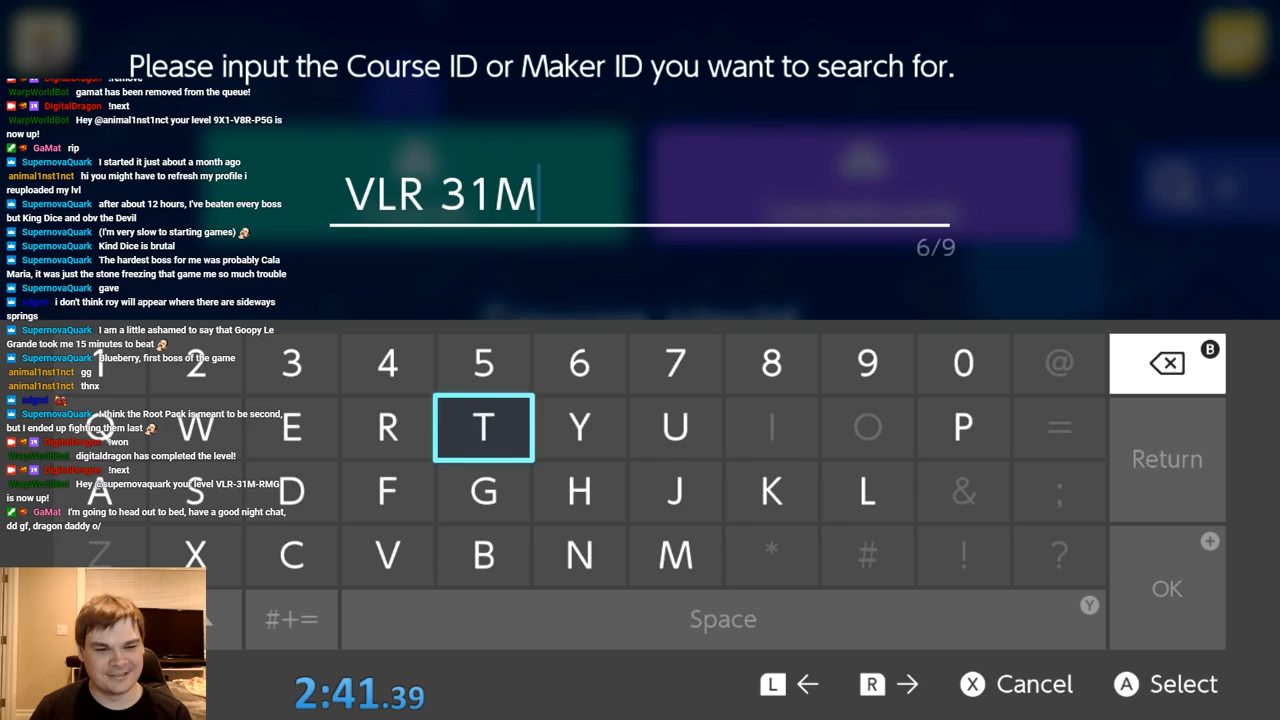 Please input the Course ID or Maker ID you want to search for.
DigitalDragon !remove
WarpWorldBot gamat has been removed from the queue!
DigitalDragon !next
WarpWorldBot Hey @animal1nst1nct your level 9X1-V8R-P5G is
now up!
GaMat rip
SupernovaQuark I started it just about a month ago
animal1nst1nct hi you might have to refresh my profile i
reuploaded my lvl
SupernovaQuark after about 12 hours, I've beaten every boss
but King Dice and obv the Devil
SupernovaQuark (I'm very slow to starting games)
SupernovaQuark Kind Dice is brutal
SupernovaQuark The hardest boss for me was probably Cala
Maria, it was just the stone freezing that game me so much trouble
SupernovaQuark gave
sdgml i don't think roy will appear where there are sideways
springs
SupernovaQuark I am a little ashamed to say that Goopy Le
Grande took me 15 minutes to beat
SupernovaQuark Blueberry, first boss of the game
animal1nst1nct gg
animal1nst1nct thnx
sdgml
SupernovaQuark I think the Root Pack is meant to be second,
but I ended up fighting them last
DigitalDragon !won
WarpWorldBot digitaldragon has completed the level!
DigitalDragon !next
WarpWorldBot Hey @supernovaquark your level VLR-31M-RMG
is now up!
GaMat I'm going to head out to bed, have a good night chat,
dd gf, dragon daddy o/
VLR 31M
6/9
1 2 3 4 5 6 7 8 9 0 @ B
Q W E R T Y U I O P =
Return
A S D F G H J K L & ;
Z X C V B N M * # ! ? +
OK
#+= Space Y
2:41.39
L ← R → X Cancel A Select